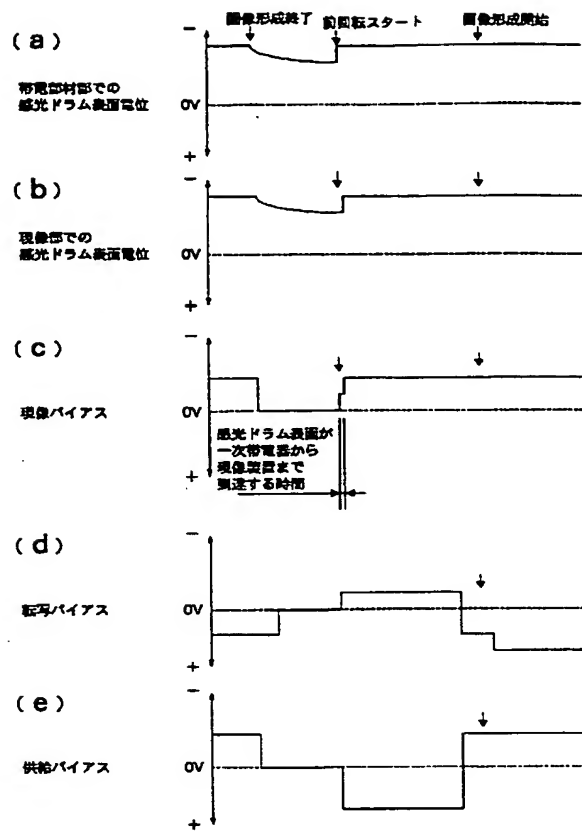 画像形成終了 前回転スタート 画像形成開始
(a)
−
帯電部材部での
感光ドラム表面電位
0V
+
(b)
−
現像部での
感光ドラム表面電位
0V
+
(c)
−
現像バイアス
0V
感光ドラム表面が
一次帯電器から
現像装置まで
到達する時間
+
(d)
−
転写バイアス
0V
+
(e)
−
供給バイアス
0V
+